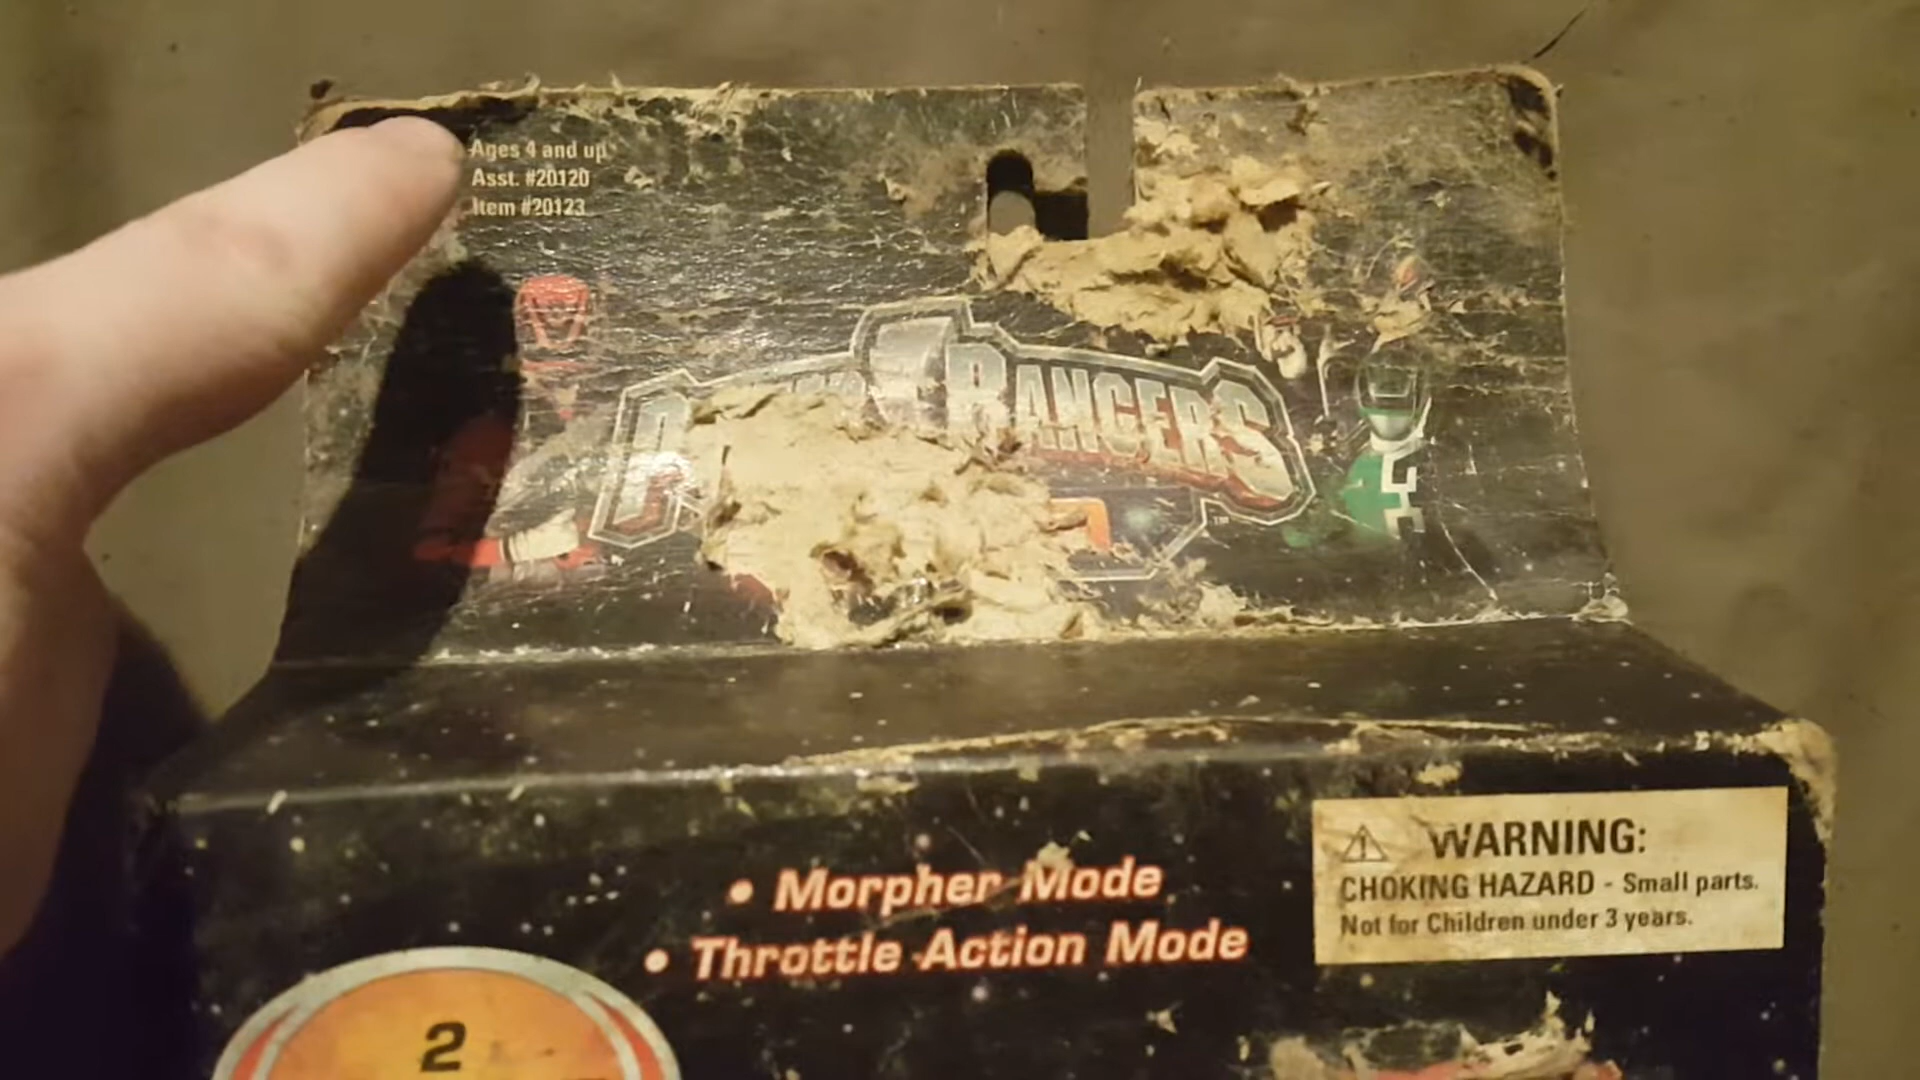 Ages 4 and up
Asst. #20120
Item #20123
RANGERS
TM
• Morpher Mode
• Throttle Action Mode
WARNING:
CHOKING HAZARD - Small parts.
Not for Children under 3 years.
2